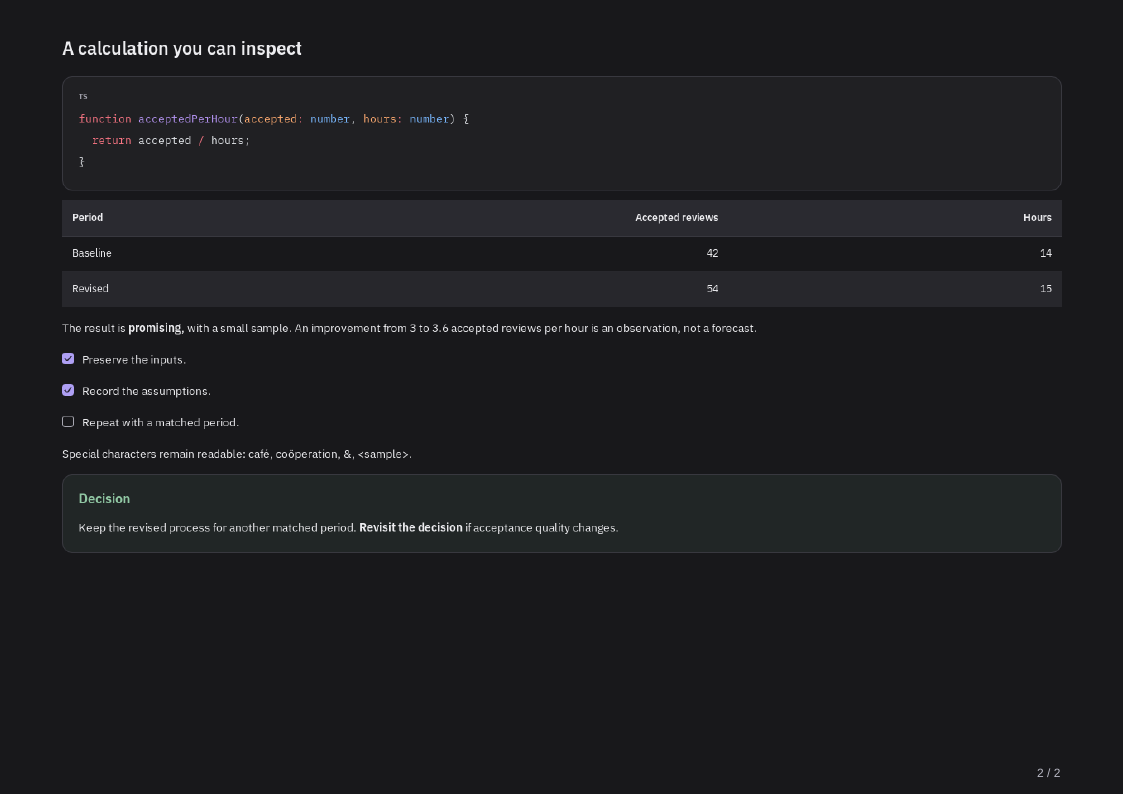 A calculation you can inspect
TS
function acceptedPerHour(accepted: number, hours: number) {
  return accepted / hours;
}
Period Accepted reviews Hours
Baseline 42 14
Revised 54 15
The result is promising, with a small sample. An improvement from 3 to 3.6 accepted reviews per hour is an observation, not a forecast.
Preserve the inputs.
Record the assumptions.
Repeat with a matched period.
Special characters remain readable: café, coöperation, &, <sample>.
Decision
Keep the revised process for another matched period. Revisit the decision if acceptance quality changes.
2 / 2